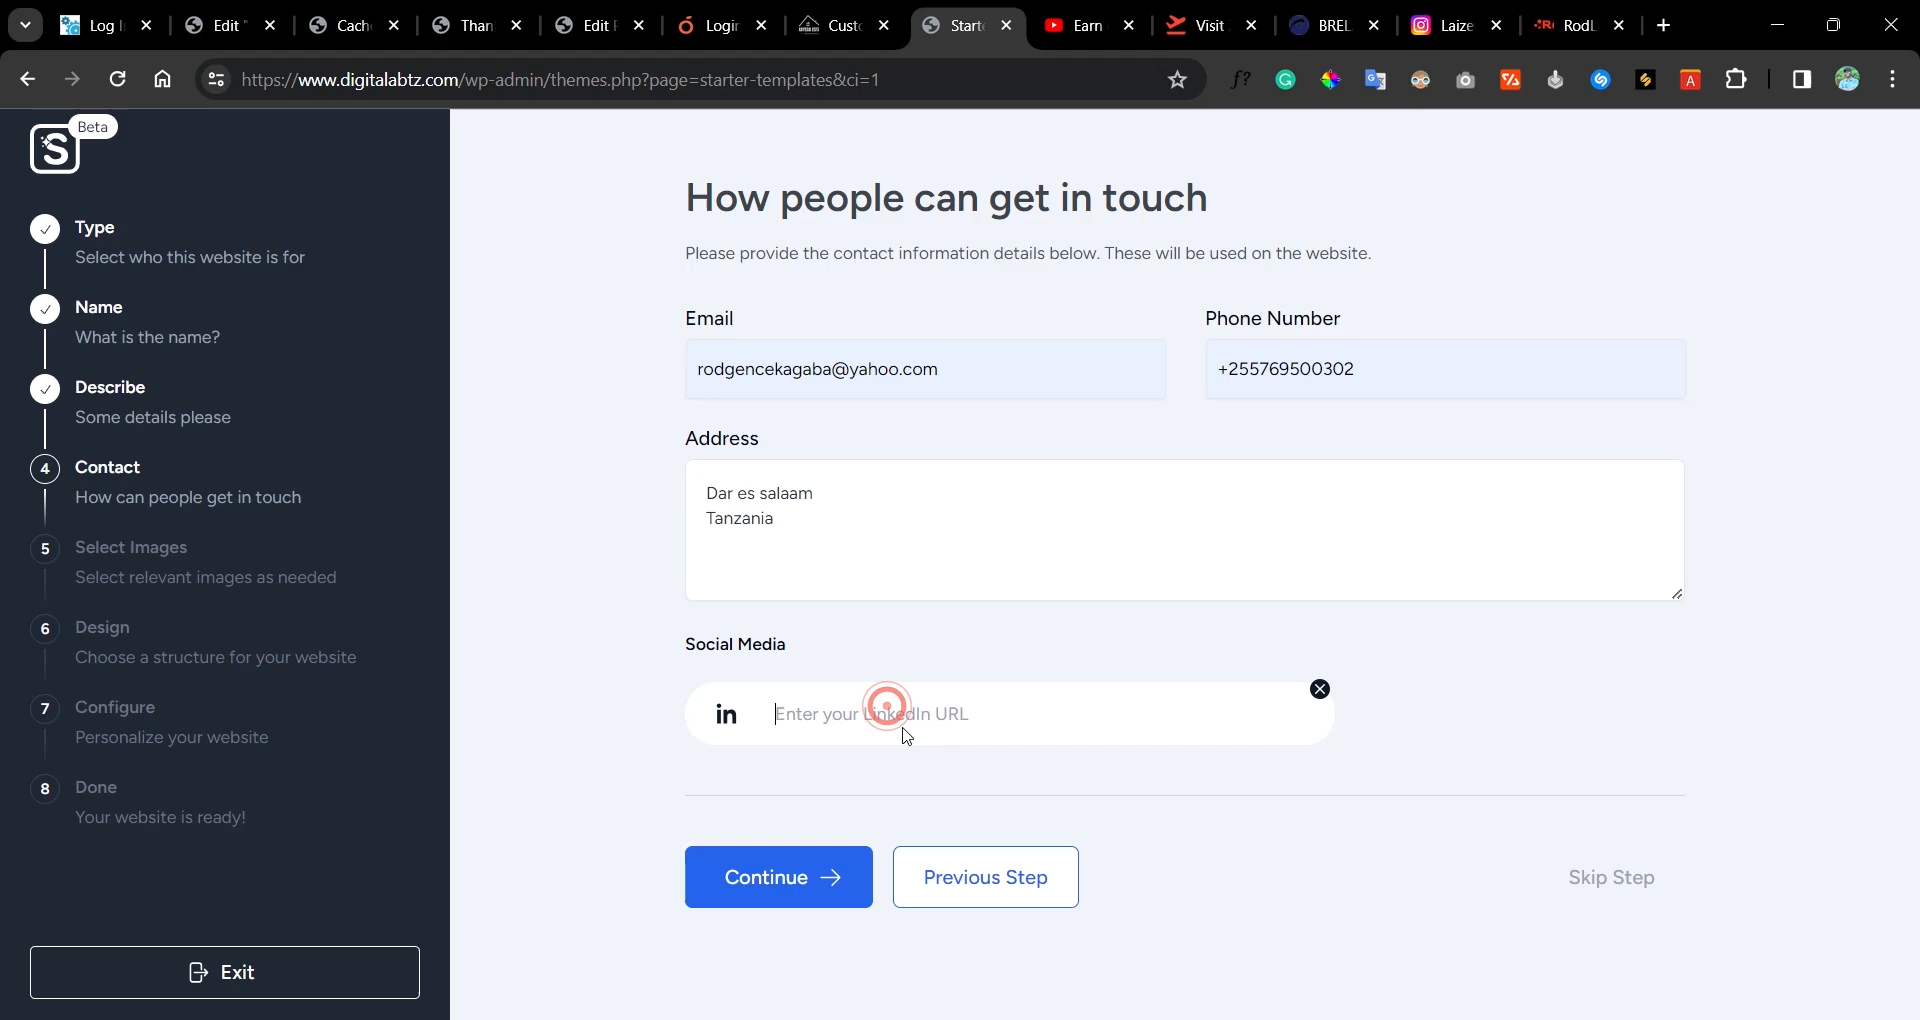 Log I
Edit "
Cach
Than
Edit F
Login
Cust
Starte
Earn
Visit
BREL
Laize
RodL
https://www.digitalabtz.com/wp-admin/themes.php?page=starter-templates&ci=1
Beta
Type
Select who this website is for
Name
What is the name?
Describe
Some details please
4 Contact
How can people get in touch
5 Select Images
Select relevant images as needed
6 Design
Choose a structure for your website
7 Configure
Personalize your website
8 Done
Your website is ready!
Exit
How people can get in touch
Please provide the contact information details below. These will be used on the website.
Email
rodgencekagaba@yahoo.com
Phone Number
+255769500302
Address
Dar es salaam
Tanzania
Social Media
in Enter your LinkedIn URL
Continue
Previous Step
Skip Step